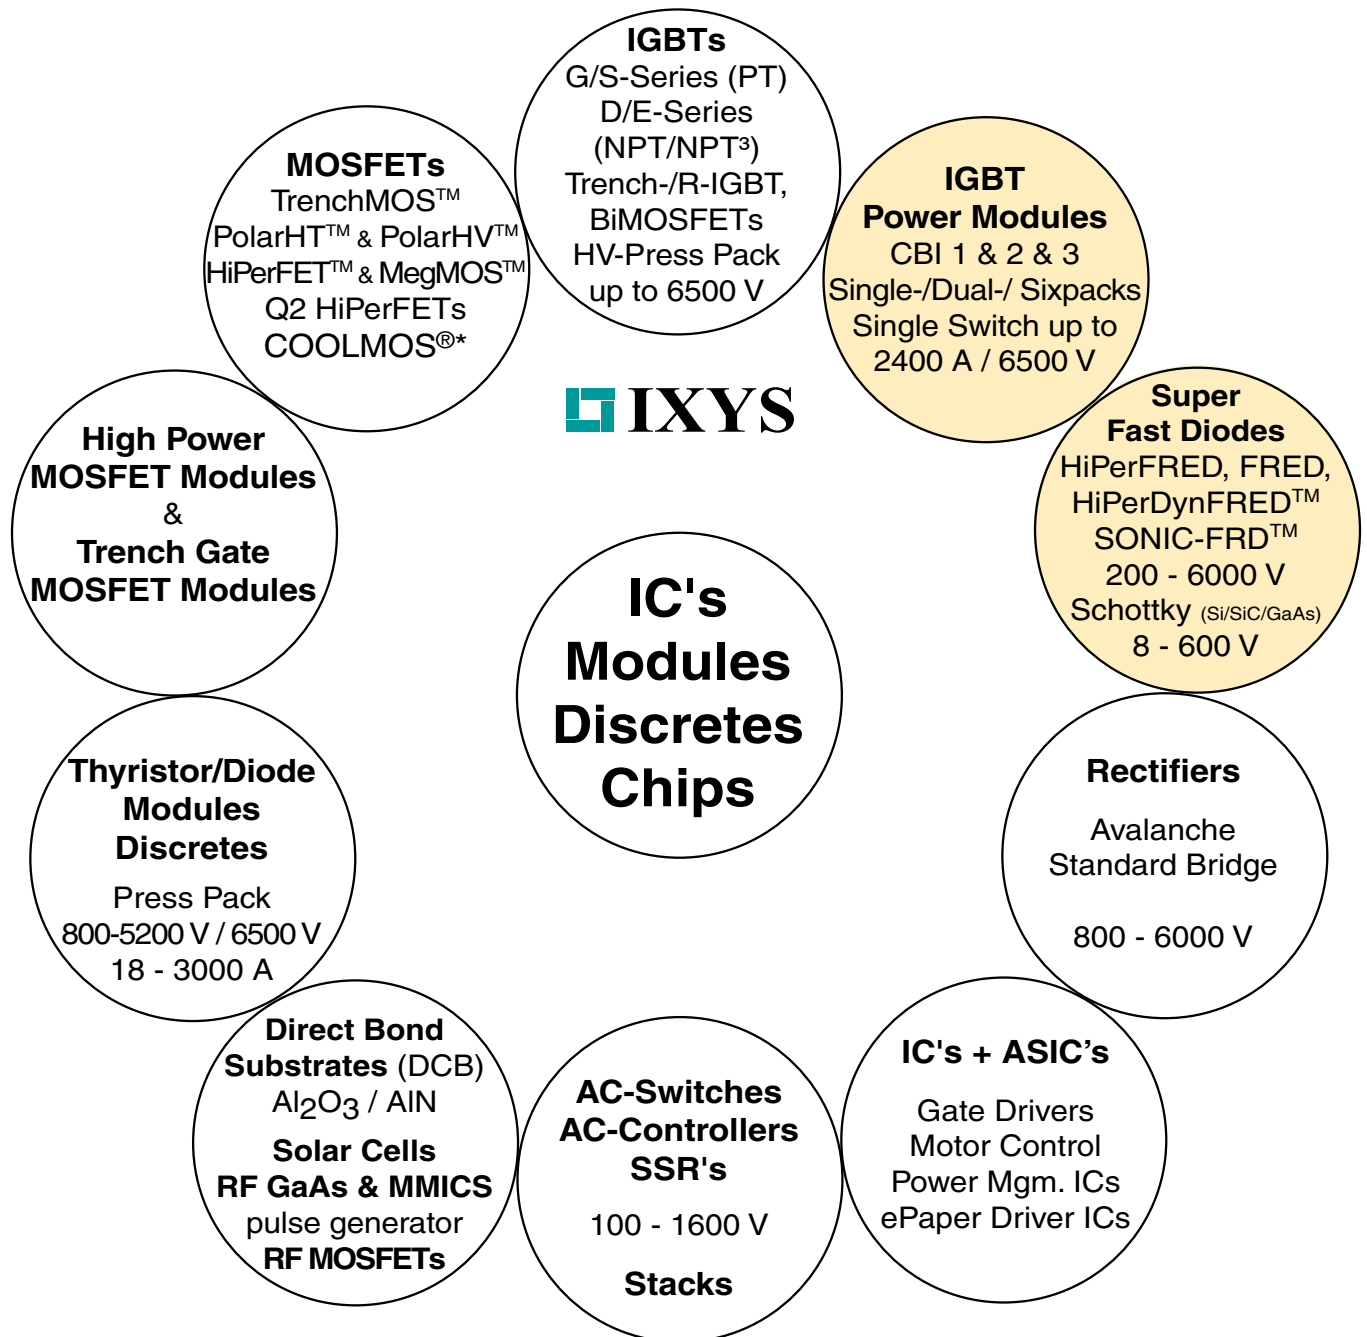 IGBTs
G/S-Series (PT)
D/E-Series
(NPT/NPT³)
Trench-/R-IGBT,
BiMOSFETs
HV-Press Pack
up to 6500 V
MOSFETs
TrenchMOS™
PolarHT™ & PolarHV™
HiPerFET™ & MegMOS™
Q2 HiPerFETs
COOLMOS®*
IGBT
Power Modules
CBI 1 & 2 & 3
Single-/Dual-/ Sixpacks
Single Switch up to
2400 A / 6500 V
IXYS
Super
Fast Diodes
HiPerFRED, FRED,
HiPerDynFRED™
SONIC-FRD™
200 - 6000 V
Schottky (Si/SiC/GaAs)
8 - 600 V
High Power
MOSFET Modules
&
Trench Gate
MOSFET Modules
IC's
Modules
Discretes
Chips
Thyristor/Diode
Modules
Discretes
Press Pack
800-5200 V / 6500 V
18 - 3000 A
Rectifiers
Avalanche
Standard Bridge
800 - 6000 V
Direct Bond
Substrates (DCB)
Al₂O₃ / AlN
Solar Cells
RF GaAs & MMICS
pulse generator
RF MOSFETs
AC-Switches
AC-Controllers
SSR's
100 - 1600 V
Stacks
IC's + ASIC’s
Gate Drivers
Motor Control
Power Mgm. ICs
ePaper Driver ICs